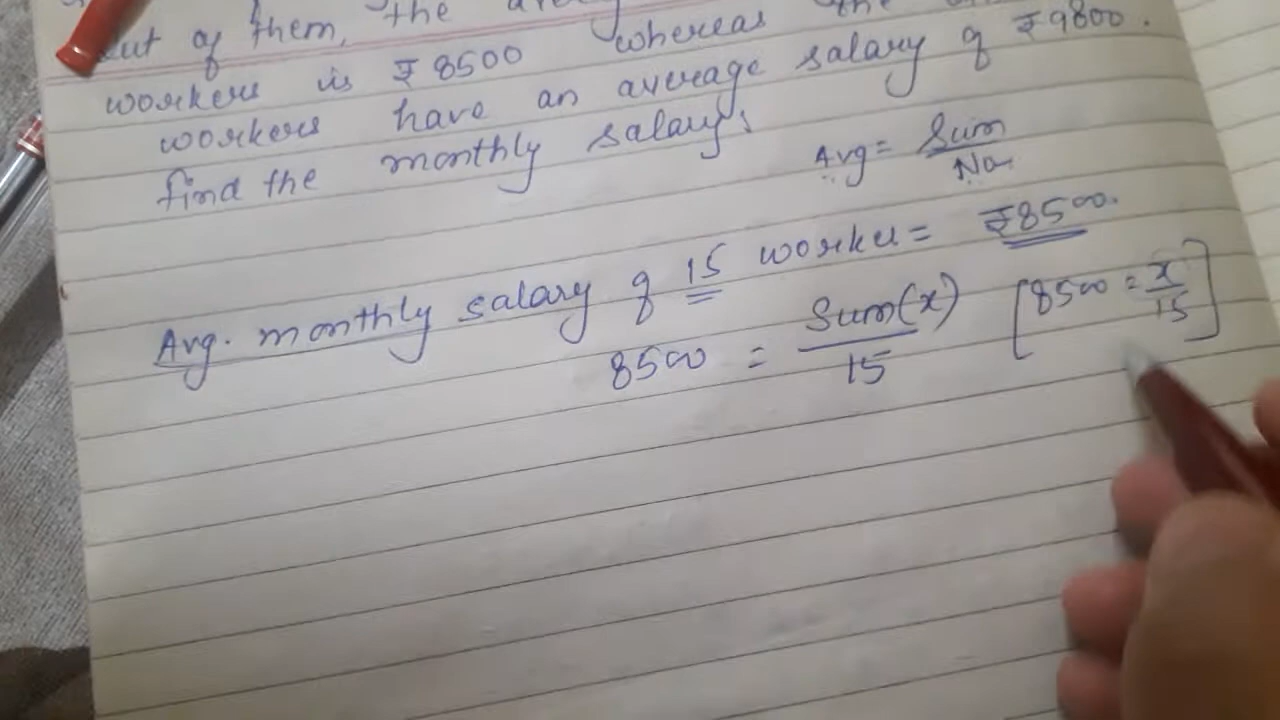 out of them, the
workers is ₹ 8500 whereas the
workers have an average salary of ₹ 9800.
find the monthly salary.
Avg = Sum
No.
Avg. monthly salary of 15 worker = ₹8500.
8500 = Sum(x) / 15 [8500 = x / 15]